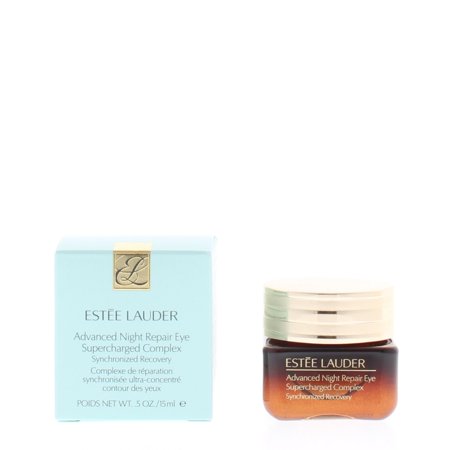 EL
ESTĒE LAUDER
Advanced Night Repair Eye
Supercharged Complex
Synchronized Recovery
Complexe de réparation
synchronisée ultra-concentré
contour des yeux
POIDS NET WT. .5 OZ./15ml e
ESTĒE LAUDER
Advanced Night Repair Eye
Supercharged Complex
Synchronized Recovery